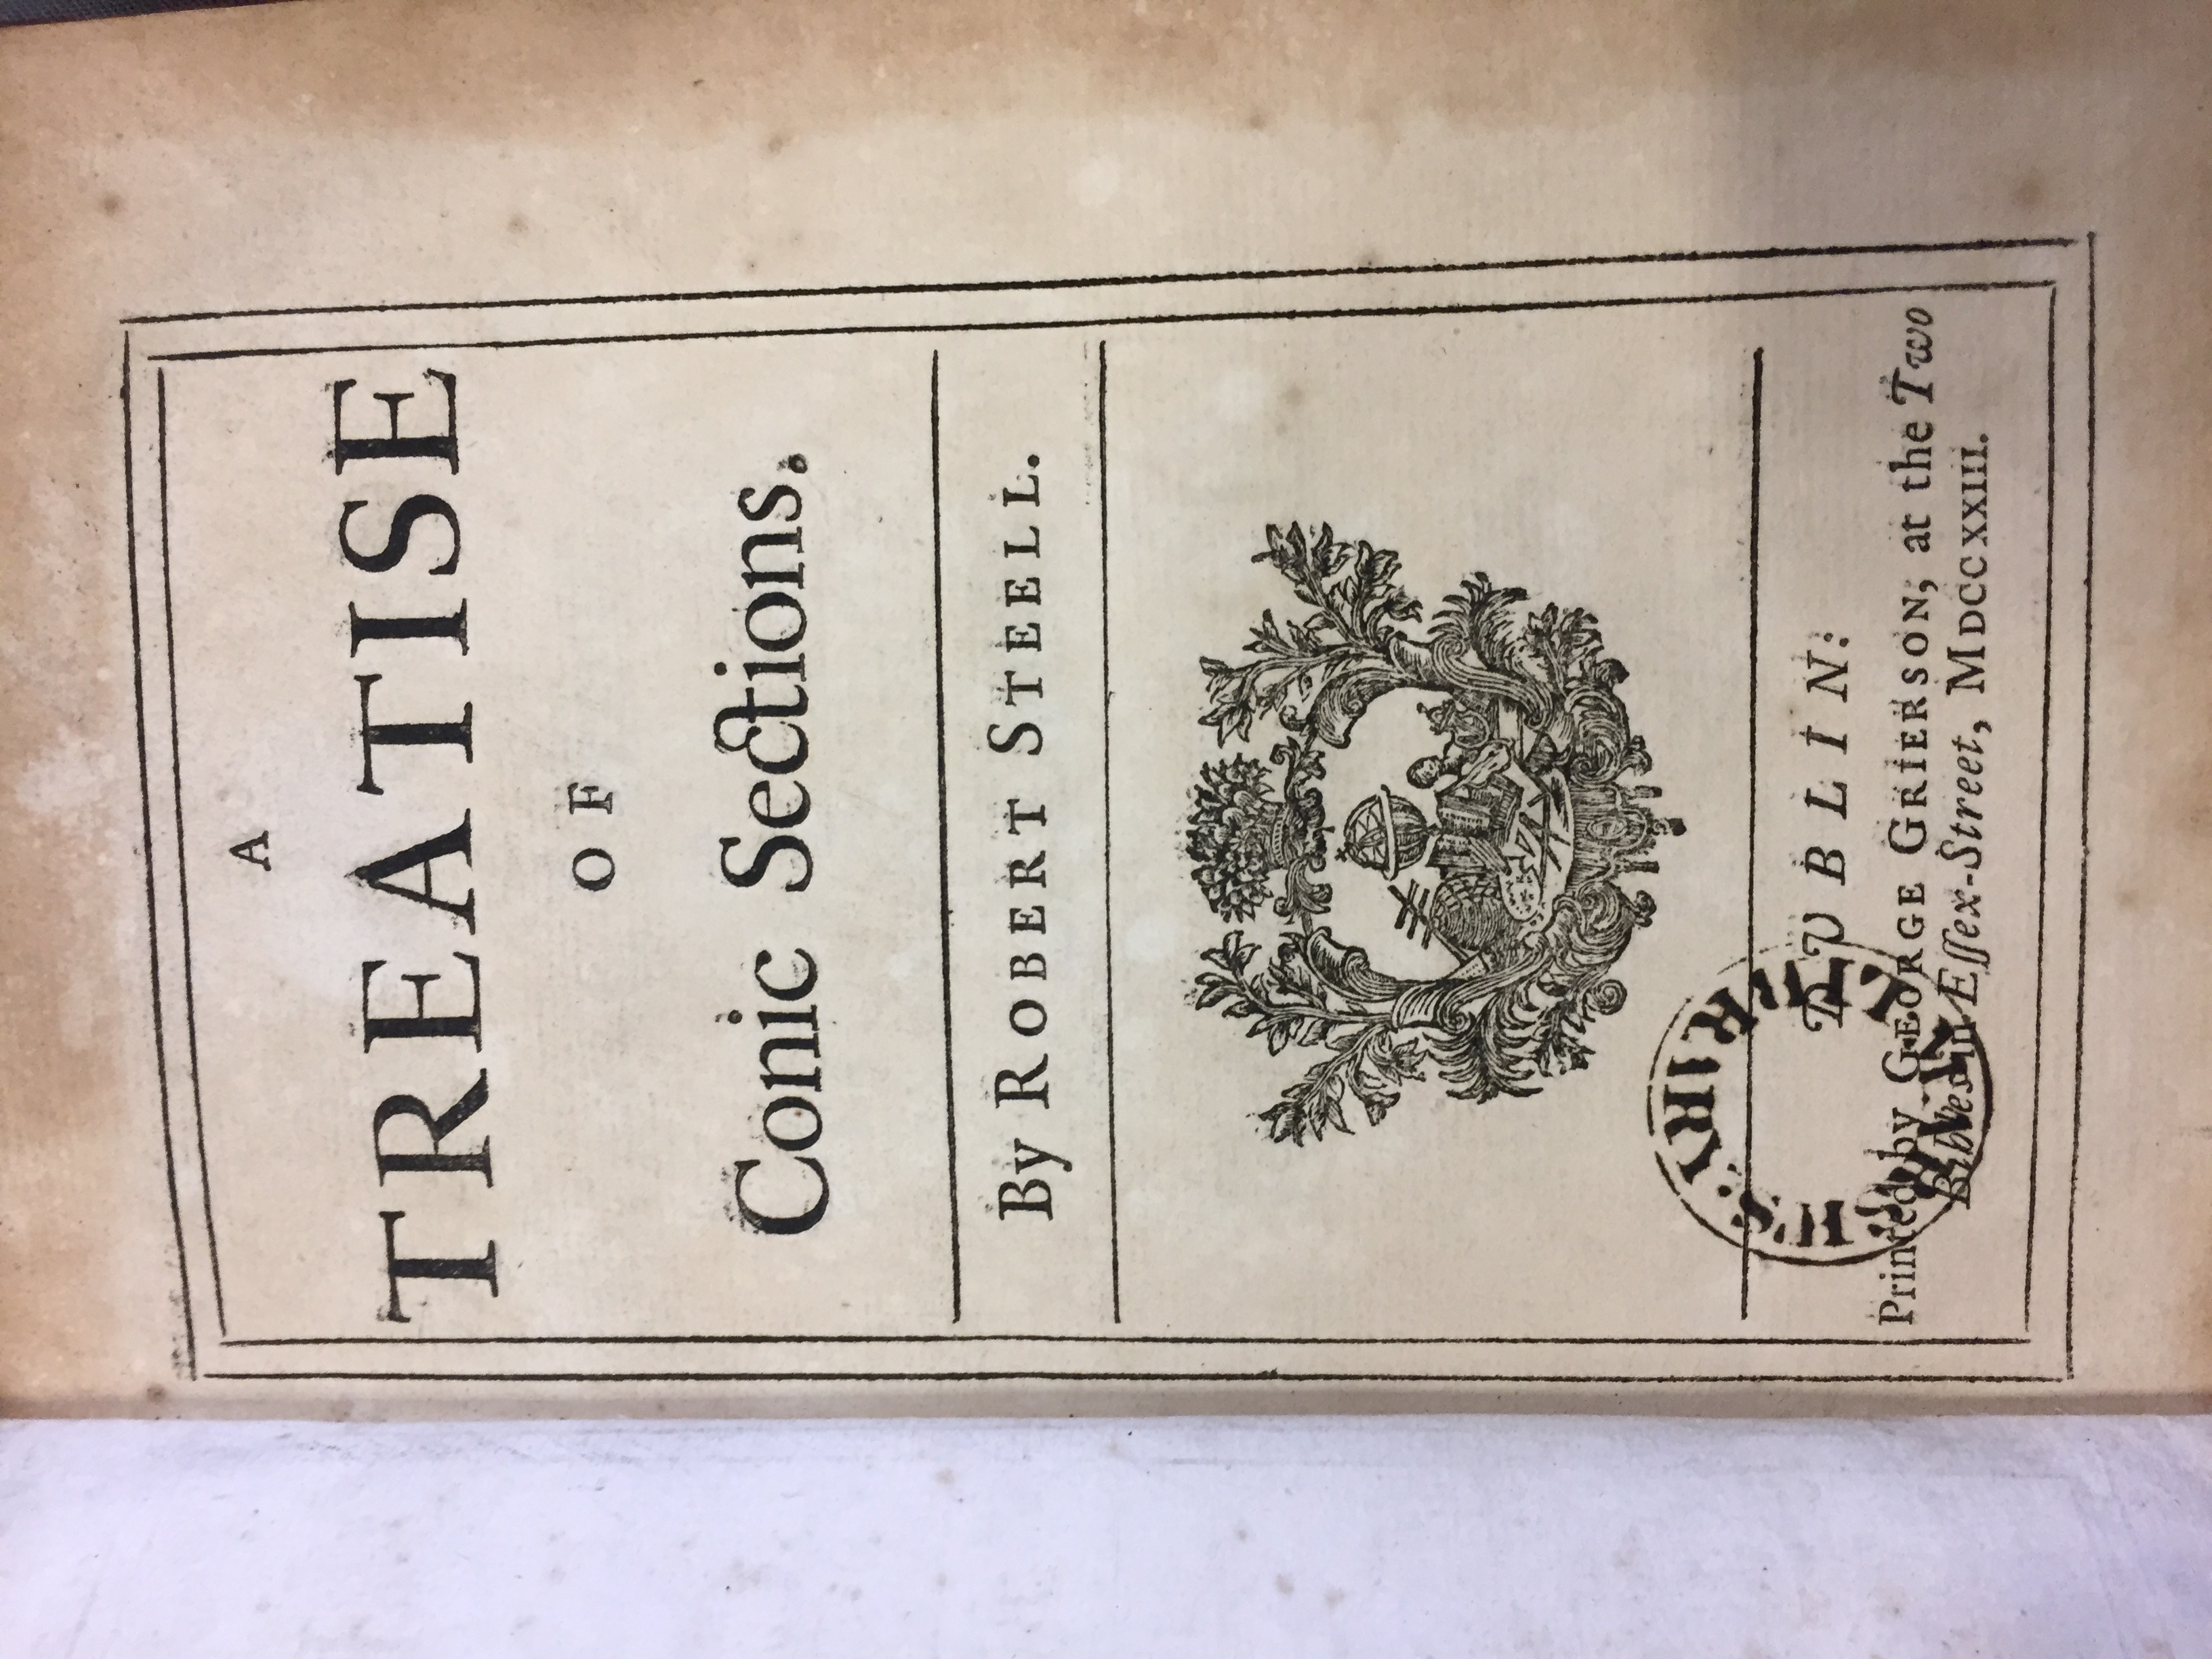 A
TREATISE
OF
Conic Sections.
By ROBERT STEELL.
DUBLIN:
Printed by GEORGE GRIERSON, at the Two
Bibles in Eſſex-Street, MDCCXXIII.